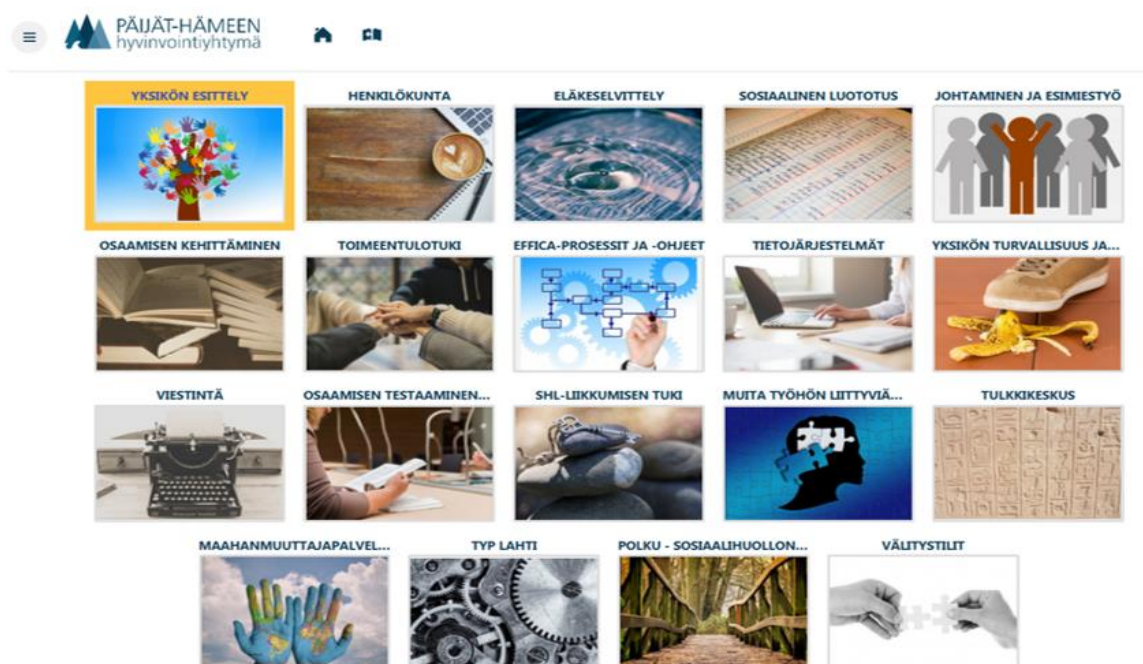 PÄIJÄT-HÄMEEN
hyvinvointiyhtymä
YKSIKÖN ESITTELY
HENKILÖKUNTA
ELÄKESELVITTELY
SOSIAALINEN LUOTOTUS
JOHTAMINEN JA ESIMIESTYÖ
OSAAMISEN KEHITTÄMINEN
TOIMEENTULOTUKI
EFFICA-PROSESSIT JA -OHJEET
TIETOJÄRJESTELMÄT
YKSIKÖN TURVALLISUUS JA...
VIESTINTÄ
OSAAMISEN TESTAAMINEN...
SHL-LIIKKUMISEN TUKI
MUITA TYÖHÖN LIITTYVIÄ...
TULKKIKESKUS
MAAHANMUUTTAJAPALVEL...
TYP LAHTI
POLKU - SOSIAALIHUOLLON...
VÄLITYSTILIT